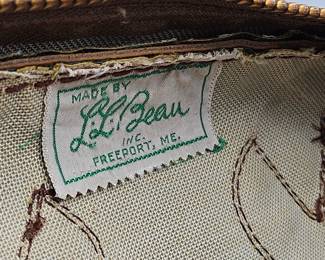 MADE BY
L.L. Bean
INC.
FREEPORT, ME.